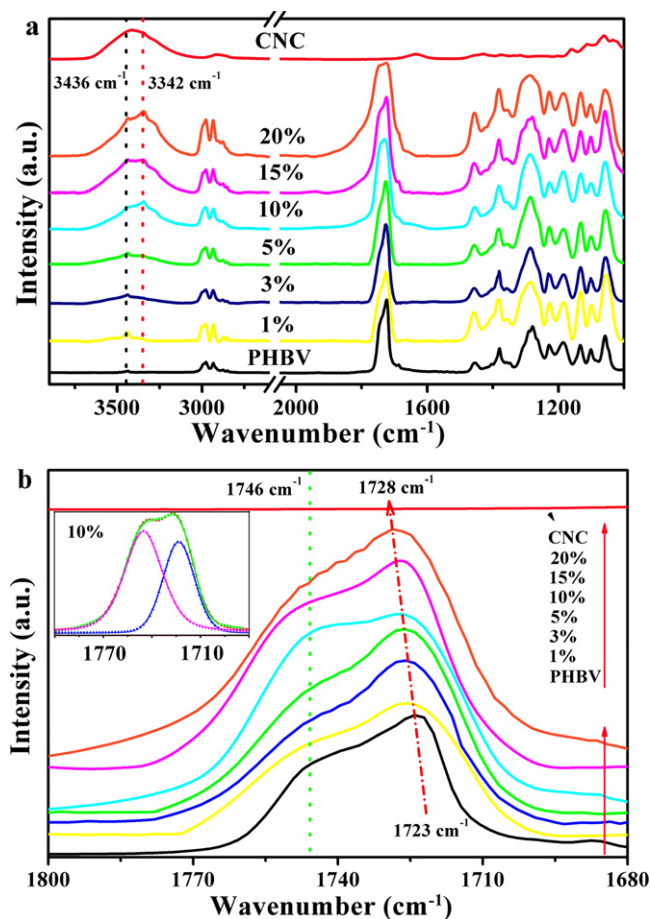 a
CNC
3436 cm⁻¹
3342 cm⁻¹
20%
15%
10%
5%
3%
1%
PHBV
Intensity (a.u.)
3500 3000 2000 1600 1200
Wavenumber (cm⁻¹)
b
1746 cm⁻¹
1728 cm⁻¹
10%
1770 1710
CNC
20%
15%
10%
5%
3%
1%
PHBV
1723 cm⁻¹
Intensity (a.u.)
1800 1770 1740 1710 1680
Wavenumber (cm⁻¹)